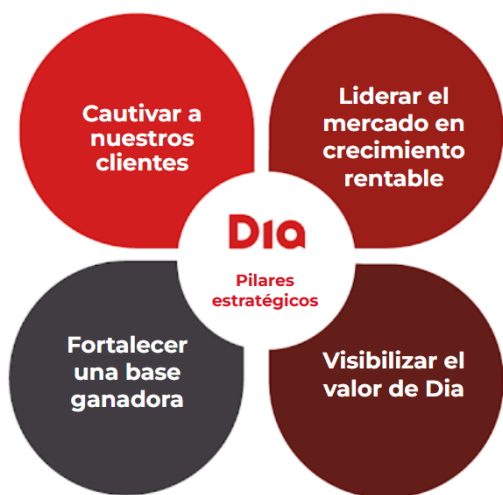 Cautivar a
nuestros
clientes
Liderar el
mercado en
crecimiento
rentable
Dia
Pilares
estratégicos
Fortalecer
una base
ganadora
Visibilizar el
valor de Dia